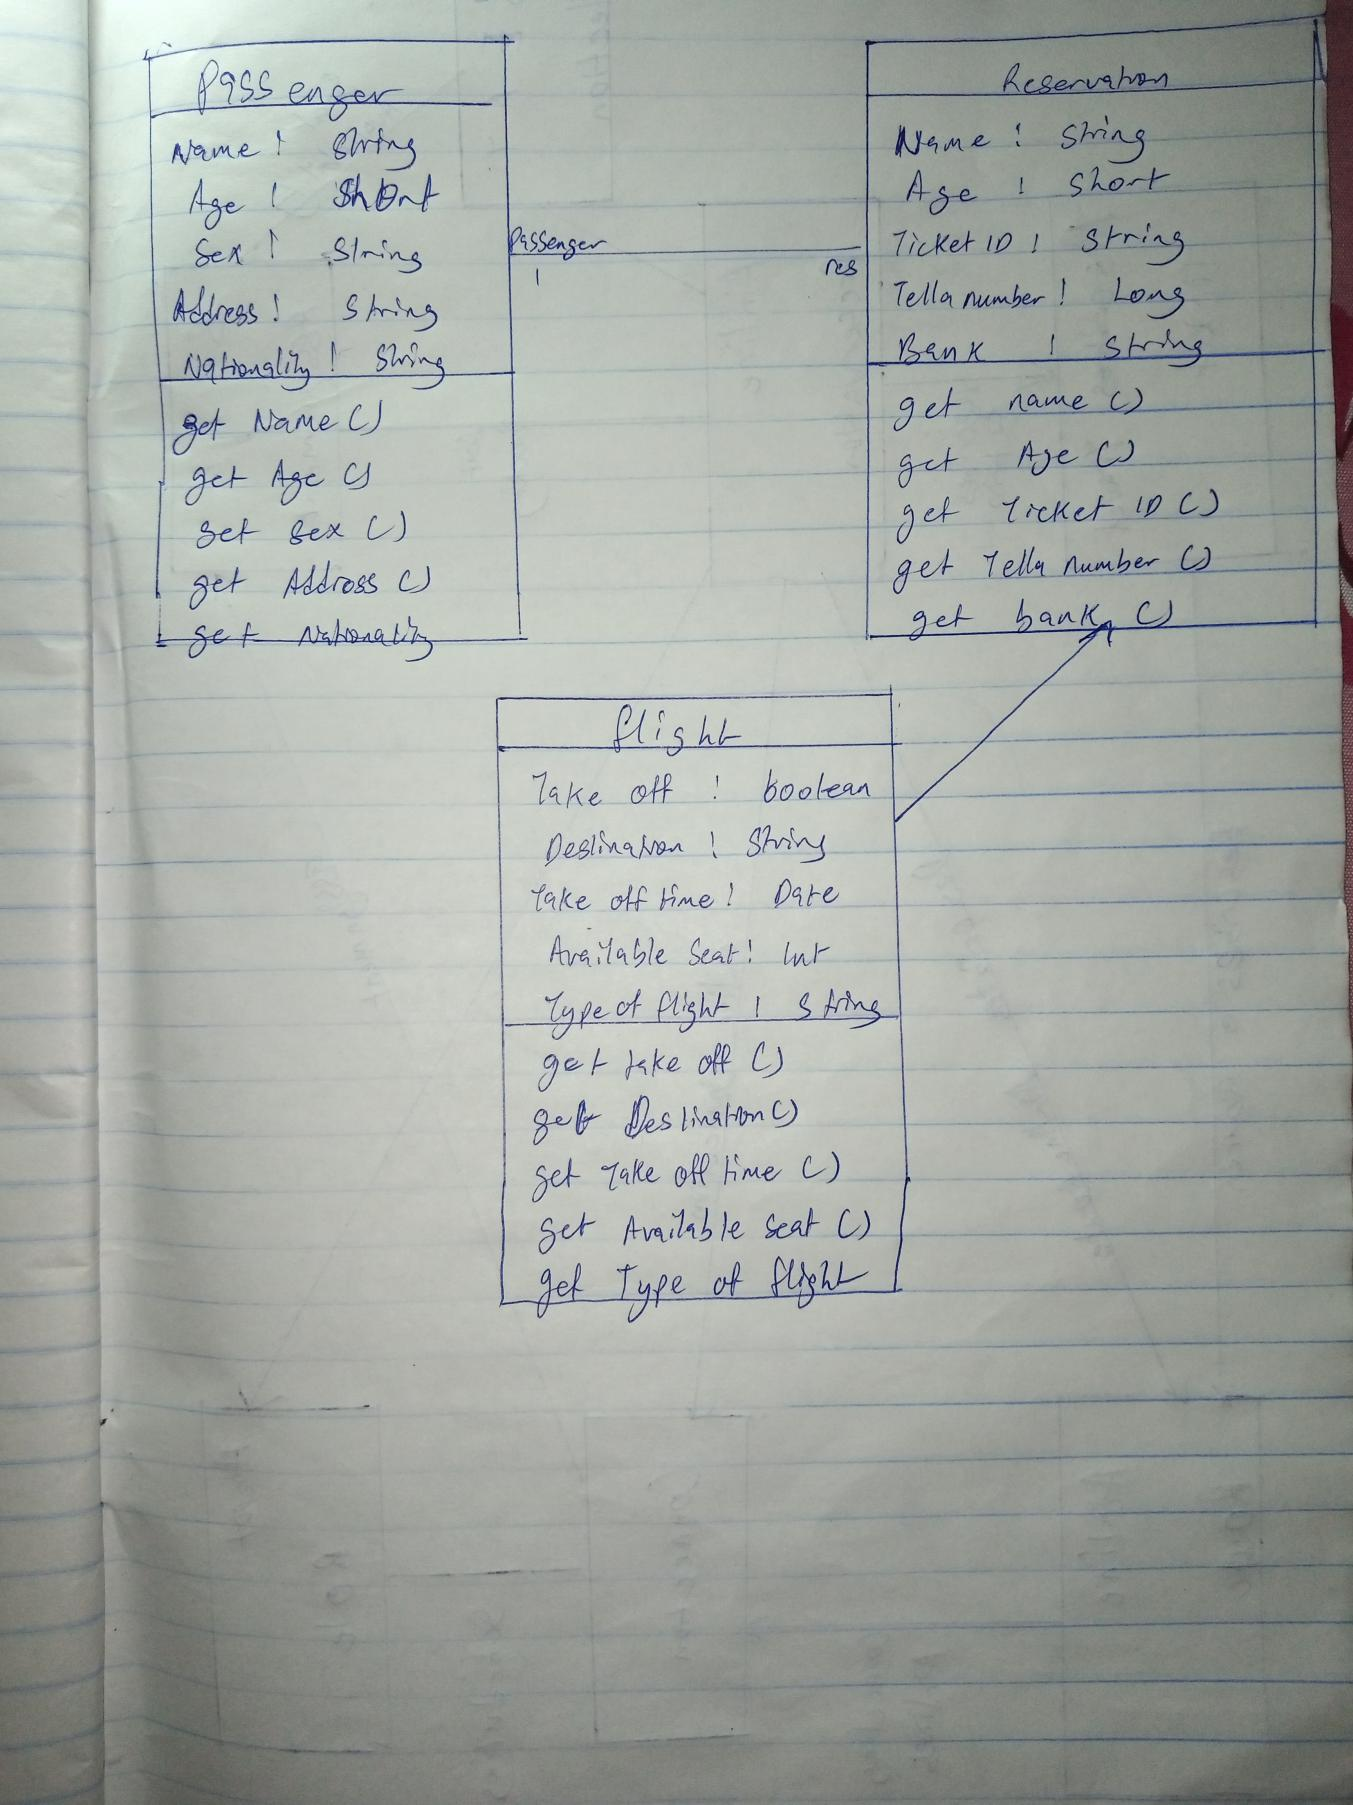 Passenger
Name : String
Age : Short
Sex : String
Address : String
Nationality : String
get Name ()
get Age ()
get Sex ()
get Address ()
get Nationality
Passenger
1
res
Reservation
Name : String
Age : Short
Ticket ID : String
Tella number : Long
Bank : String
get name ()
get Age ()
get Ticket ID ()
get Tella number ()
get bank ()
flight
Take off : boolean
Destination : String
Take off time : Date
Available Seat : Int
Type of flight : String
get take off ()
get Destination ()
get Take off time ()
get Available Seat ()
get Type of flight